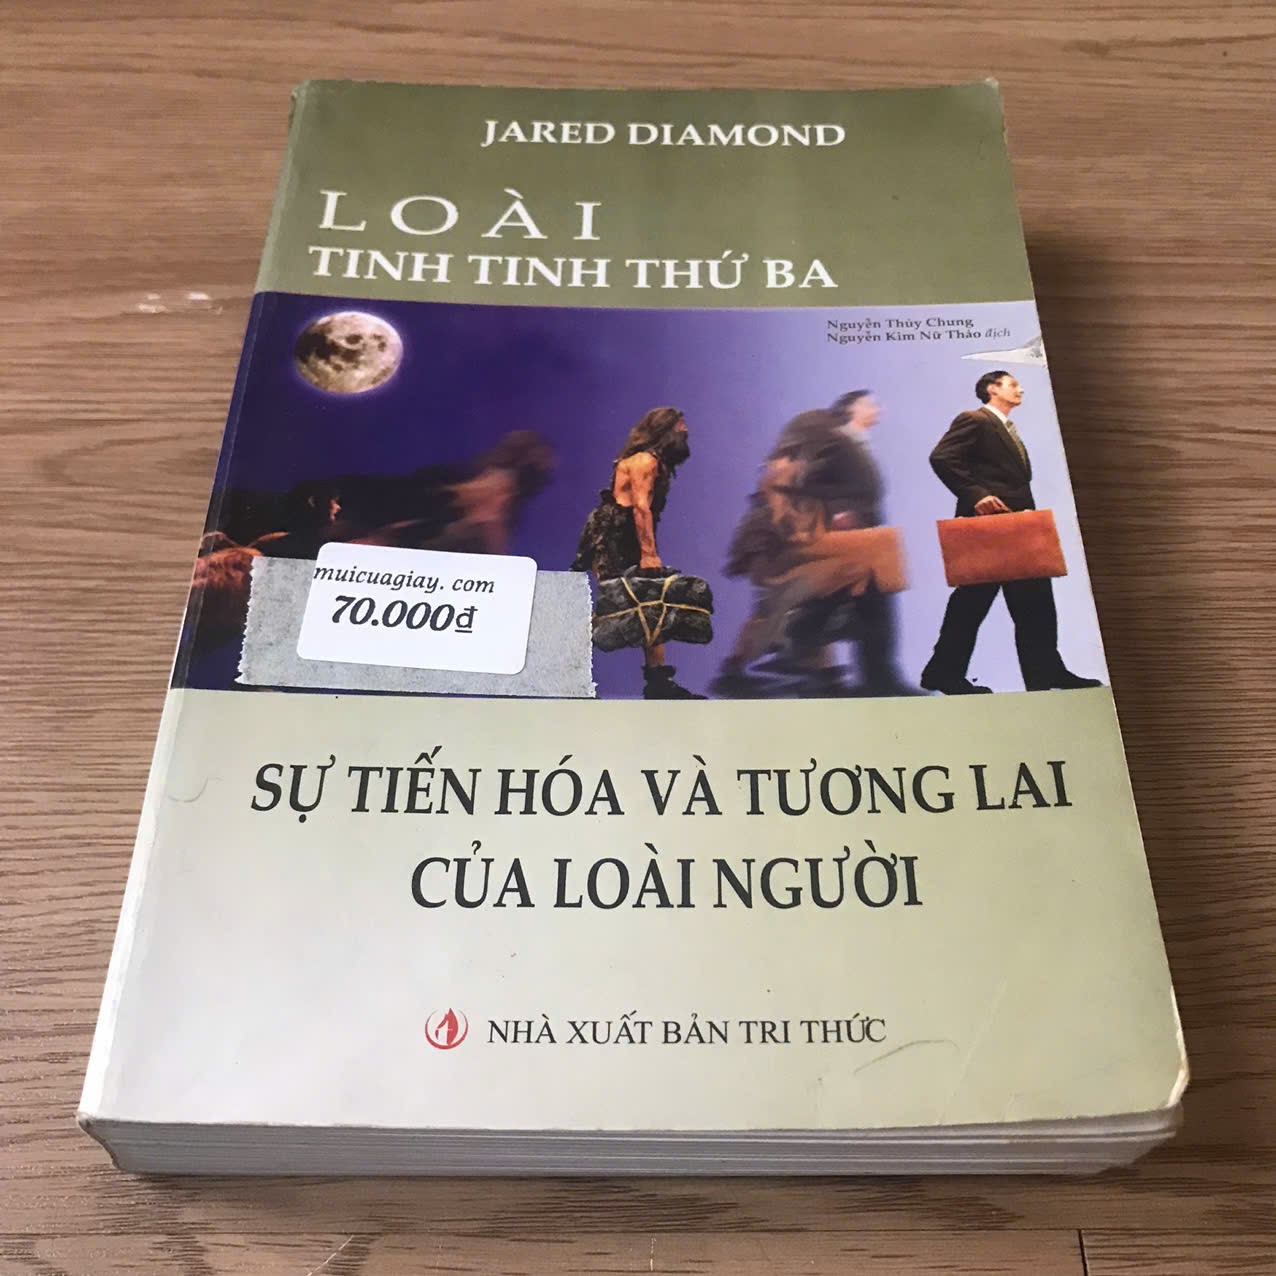 JARED DIAMOND
LOÀI
TINH TINH THỨ BA
Nguyễn Thủy Chung
Nguyễn Kim Nữ Thảo dịch
muicuagiay. com
70.000₫
SỰ TIẾN HÓA VÀ TƯƠNG LAI
CỦA LOÀI NGƯỜI
NHÀ XUẤT BẢN TRI THỨC